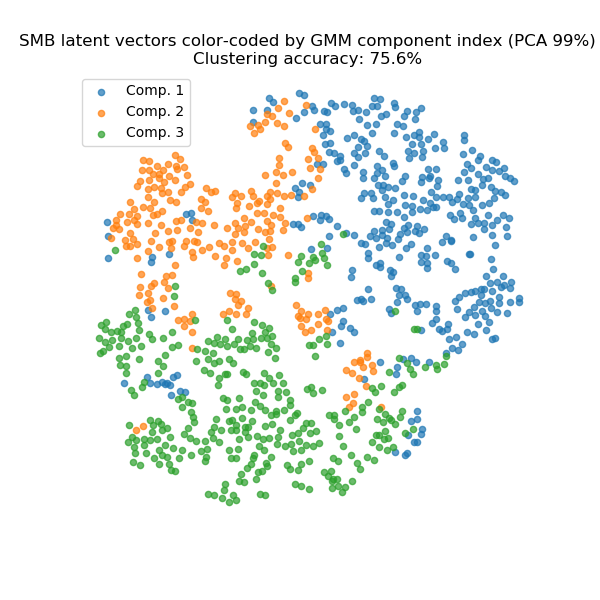 SMB latent vectors color-coded by GMM component index (PCA 99%)
Clustering accuracy: 75.6%
Comp. 1
Comp. 2
Comp. 3